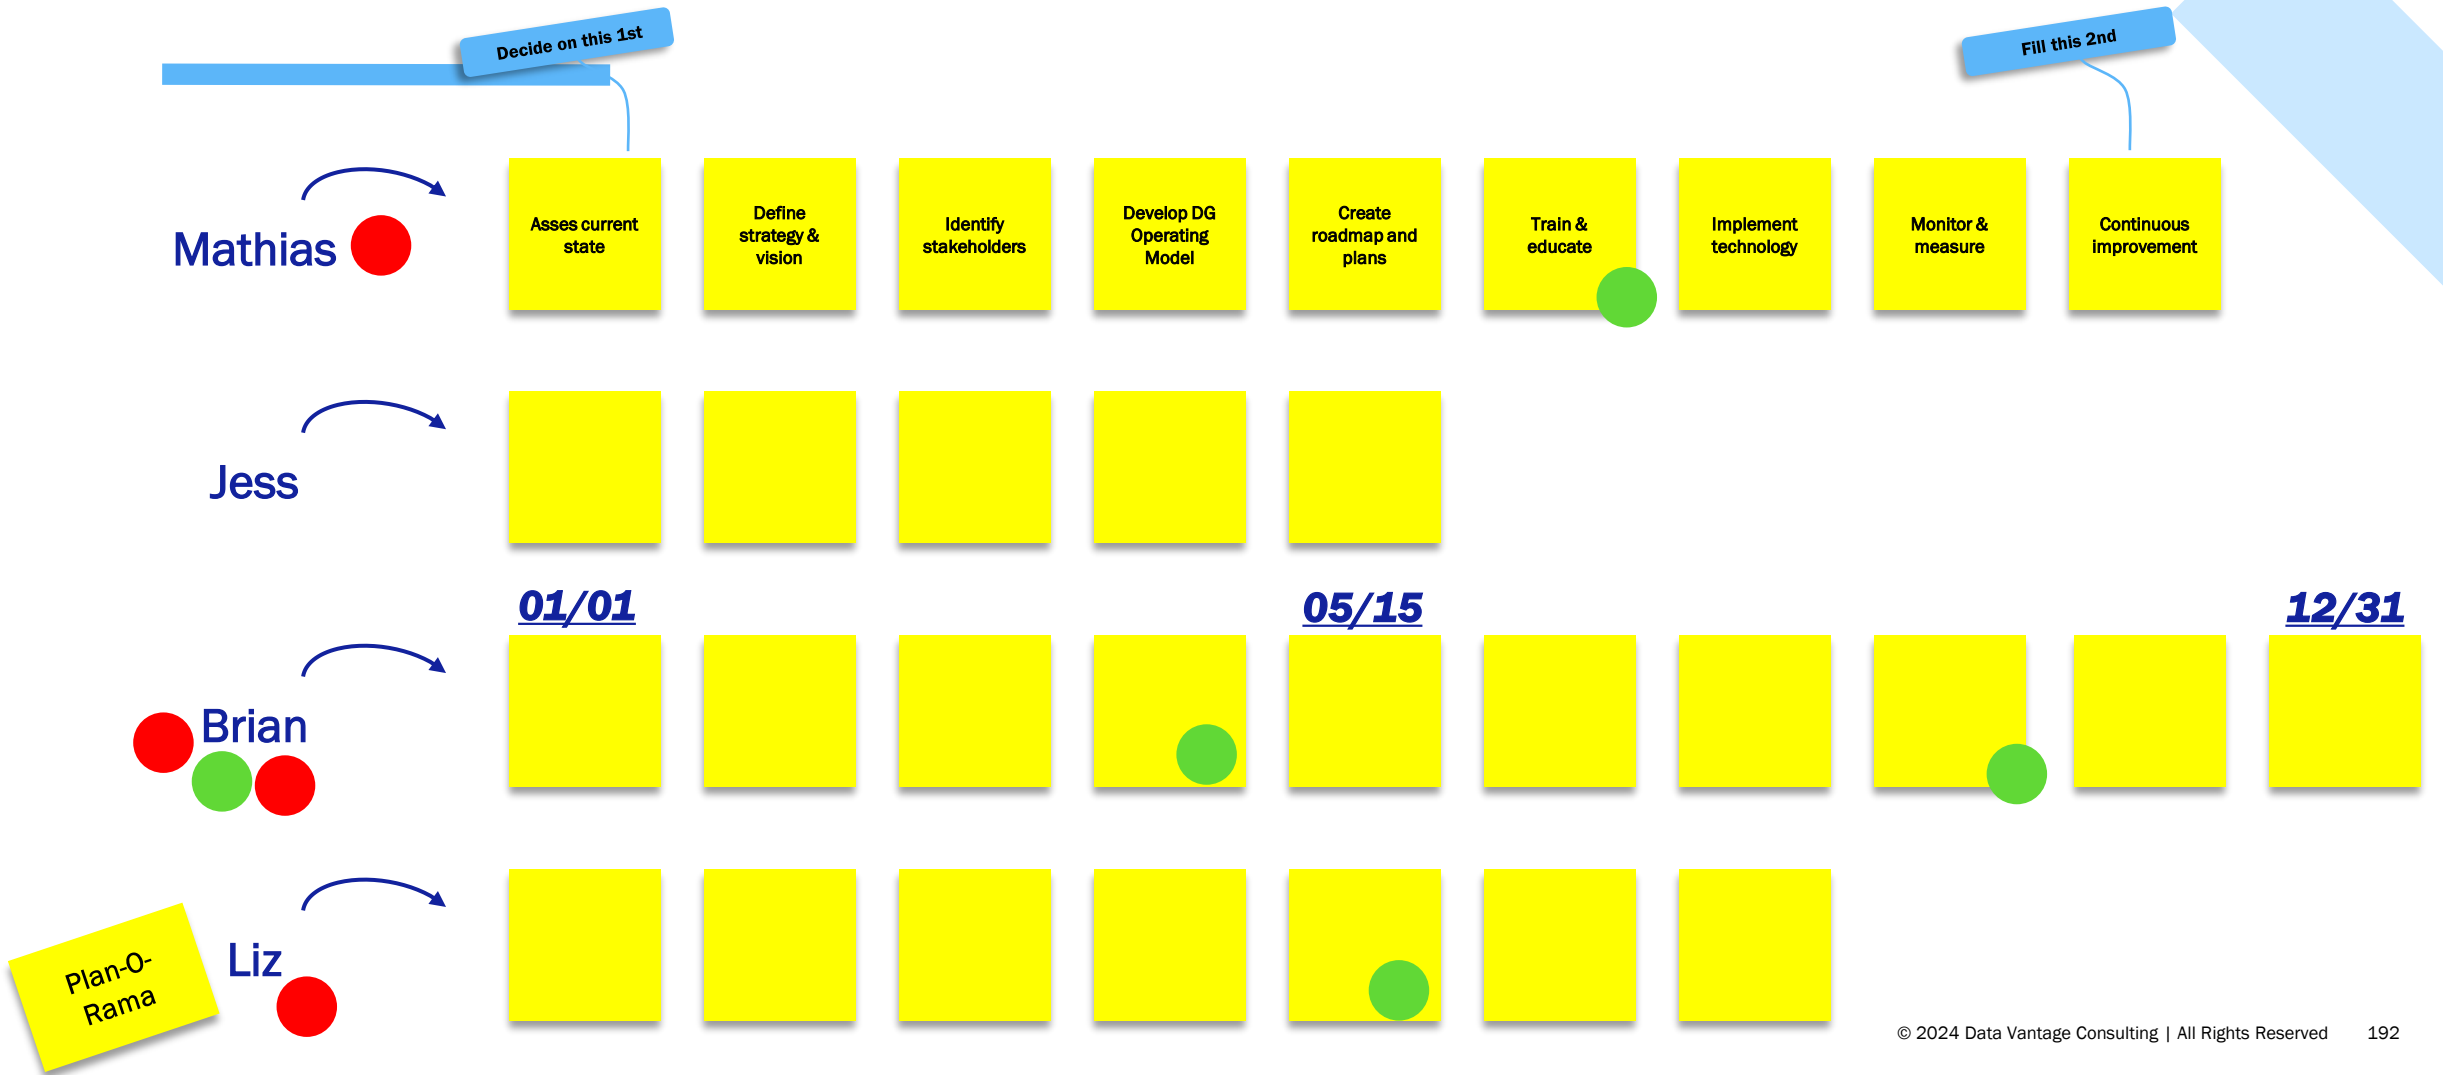 Decide on this 1st
Fill this 2nd
Mathias
Asses current
state
Define
strategy &
vision
Identify
stakeholders
Develop DG
Operating
Model
Create
roadmap and
plans
Train &
educate
Implement
technology
Monitor &
measure
Continuous
improvement
Jess
01/01
05/15
12/31
Brian
Liz
Plan-O-
Rama
© 2024 Data Vantage Consulting | All Rights Reserved 192